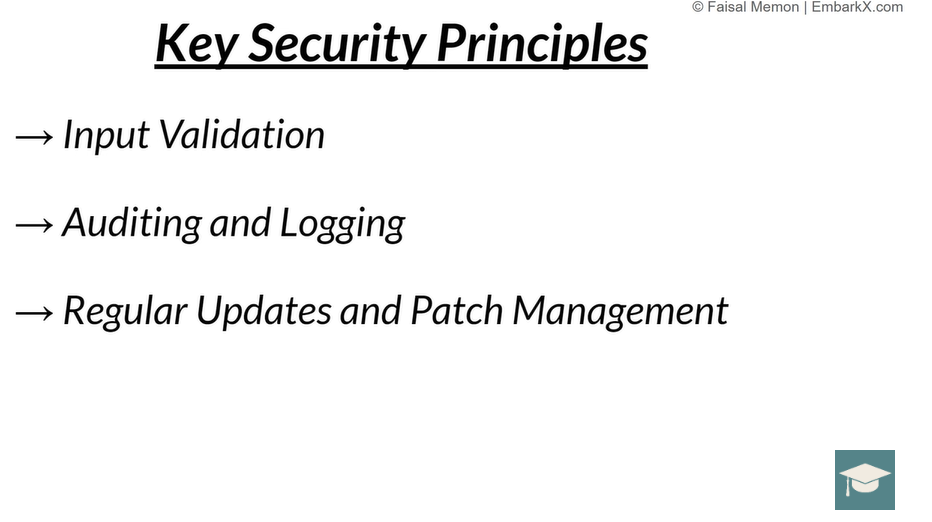 © Faisal Memon | EmbarkX.com
Key Security Principles
→ Input Validation
→ Auditing and Logging
→ Regular Updates and Patch Management